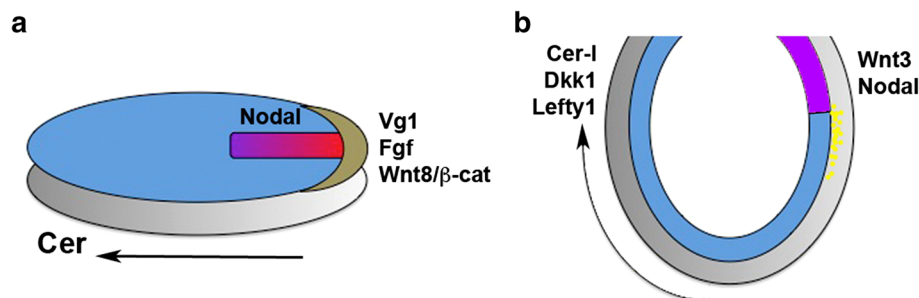 a
Nodal
Vg1
Fgf
Wnt8/β-cat
Cer
b
Cer-l
Dkk1
Lefty1
Wnt3
Nodal